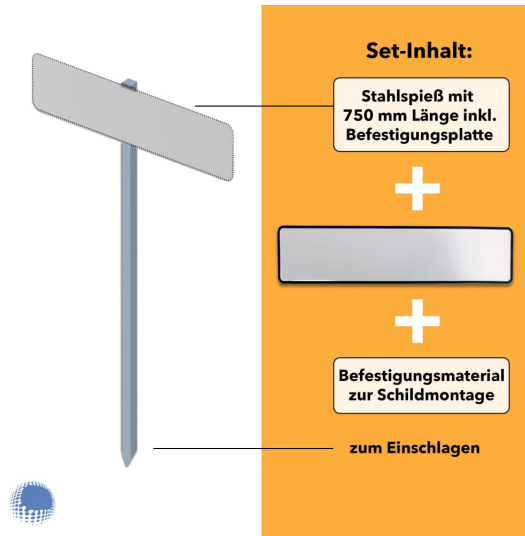 Set-Inhalt:
Stahlspieß mit
750 mm Länge inkl.
Befestigungsplatte
Befestigungsmaterial
zur Schildmontage
zum Einschlagen